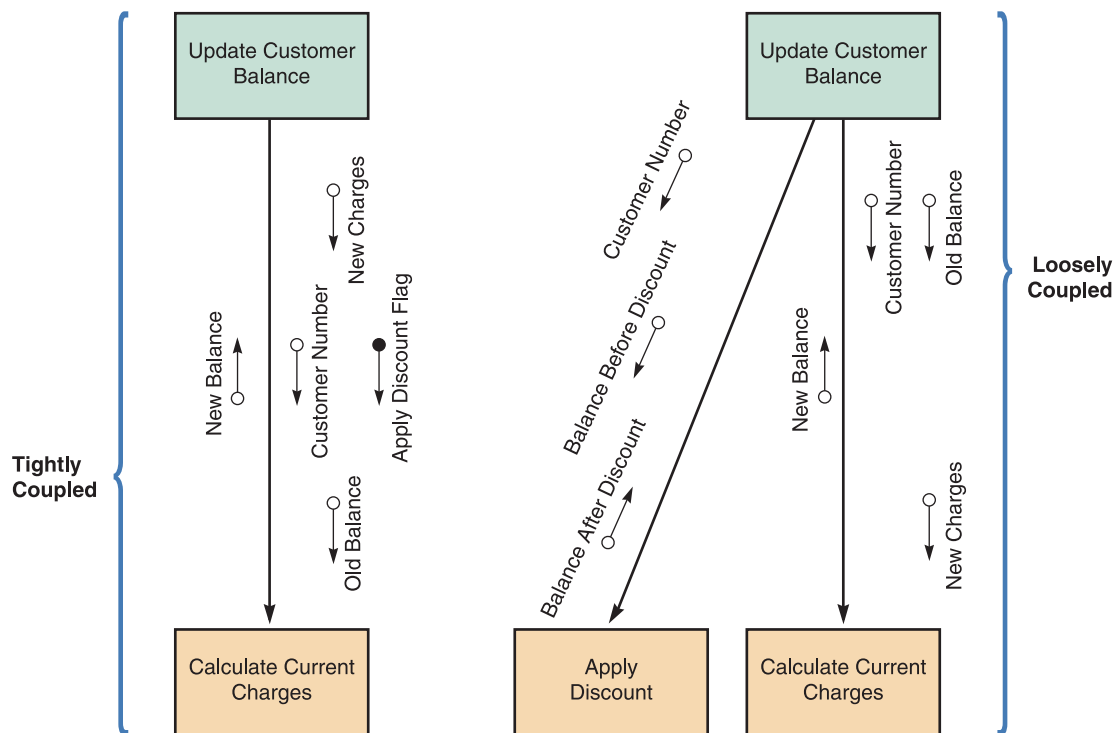 Update Customer
Balance
New Charges
New Balance
Customer Number
Apply Discount Flag
Old Balance
Tightly
Coupled
Calculate Current
Charges
Update Customer
Balance
Customer Number
Balance Before Discount
Balance After Discount
Customer Number
Old Balance
New Balance
New Charges
Loosely
Coupled
Apply
Discount
Calculate Current
Charges